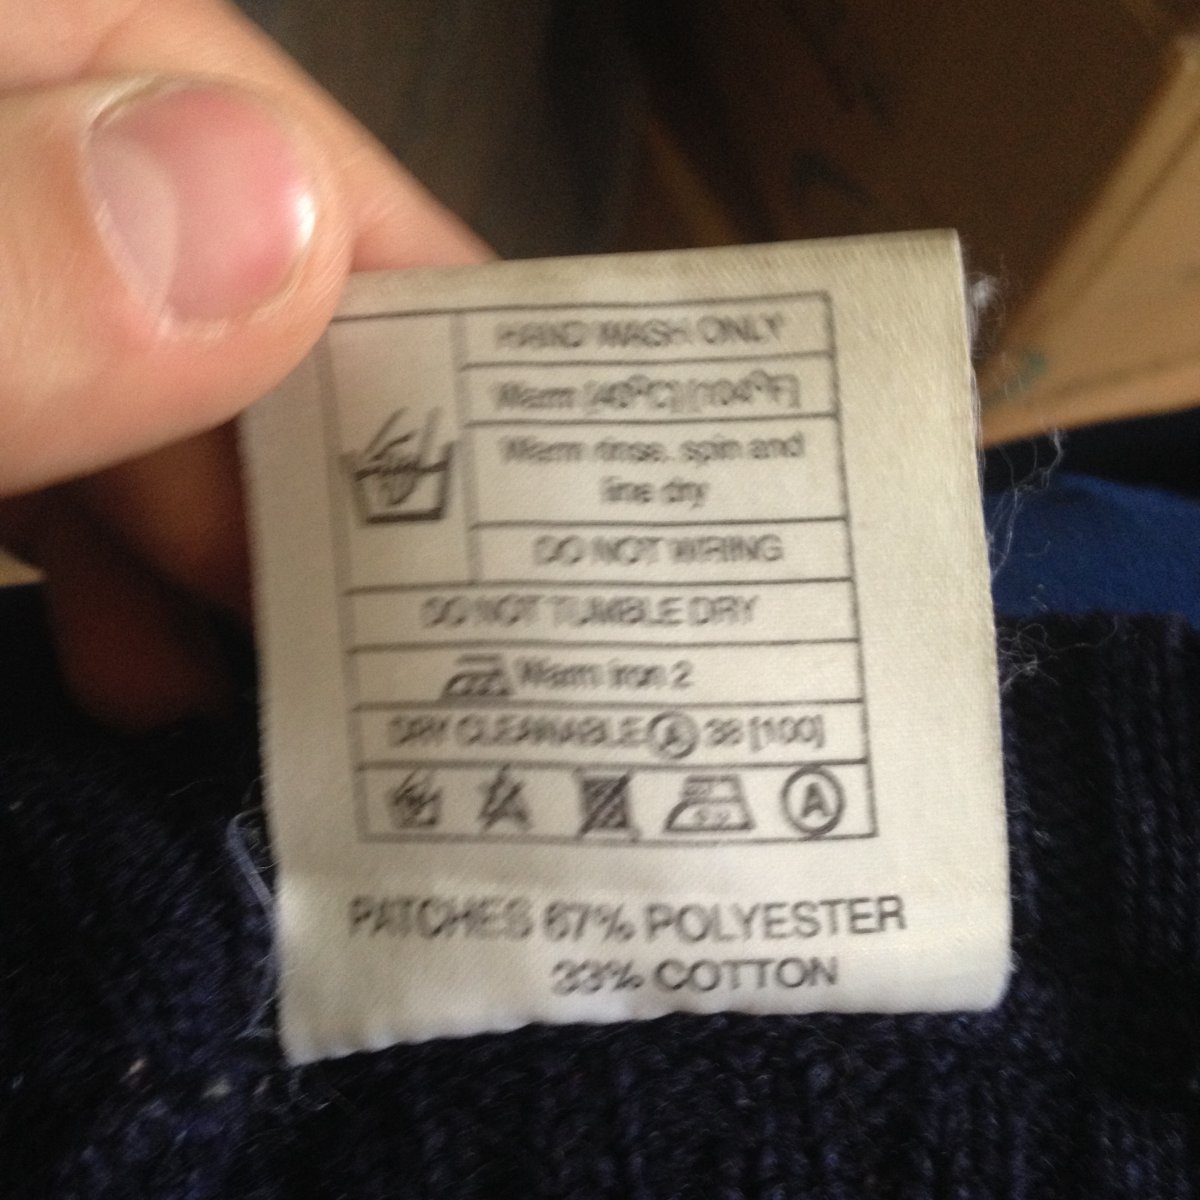 HAND WASH ONLY
Warm [40°C] [104°F]
Warm rinse, spin and
line dry
DO NOT WRING
DO NOT TUMBLE DRY
Warm iron 2
DRY CLEANABLE A 38 [100]
A
PATCHES 67% POLYESTER
33% COTTON